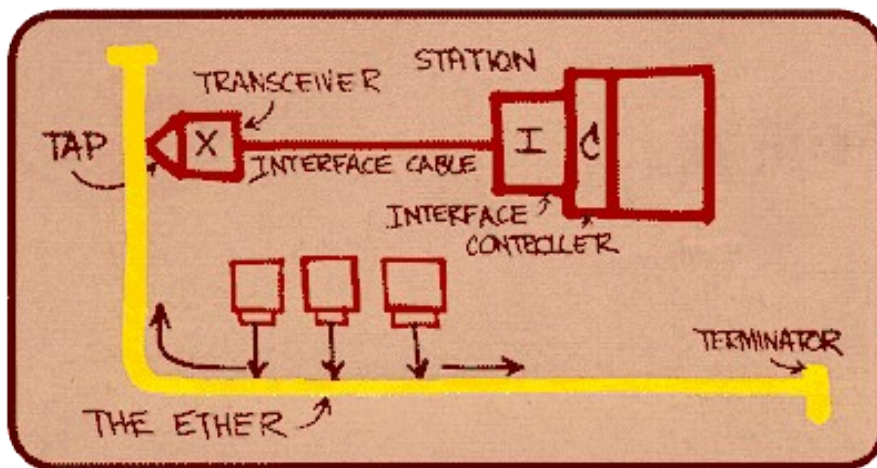 STATION
TRANSCEIVER
TAP
X
I
C
INTERFACE CABLE
INTERFACE
CONTROLLER
TERMINATOR
THE ETHER